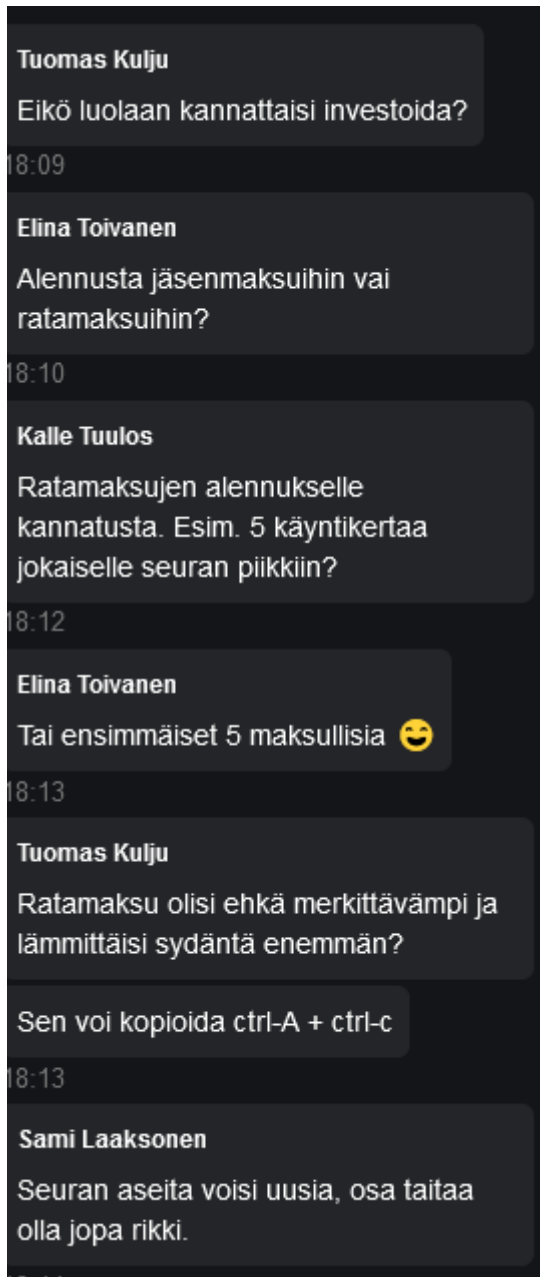 Tuomas Kulju
Eikö luolaan kannattaisi investoida?
18:09
Elina Toivanen
Alennusta jäsenmaksuihin vai
ratamaksuihin?
18:10
Kalle Tuulos
Ratamaksujen alennukselle
kannatusta. Esim. 5 käyntikertaa
jokaiselle seuran piikkiin?
18:12
Elina Toivanen
Tai ensimmäiset 5 maksullisia 😄
18:13
Tuomas Kulju
Ratamaksu olisi ehkä merkittävämpi ja
lämmittäisi sydäntä enemmän?
Sen voi kopioida ctrl-A + ctrl-c
18:13
Sami Laaksonen
Seuran aseita voisi uusia, osa taitaa
olla jopa rikki.